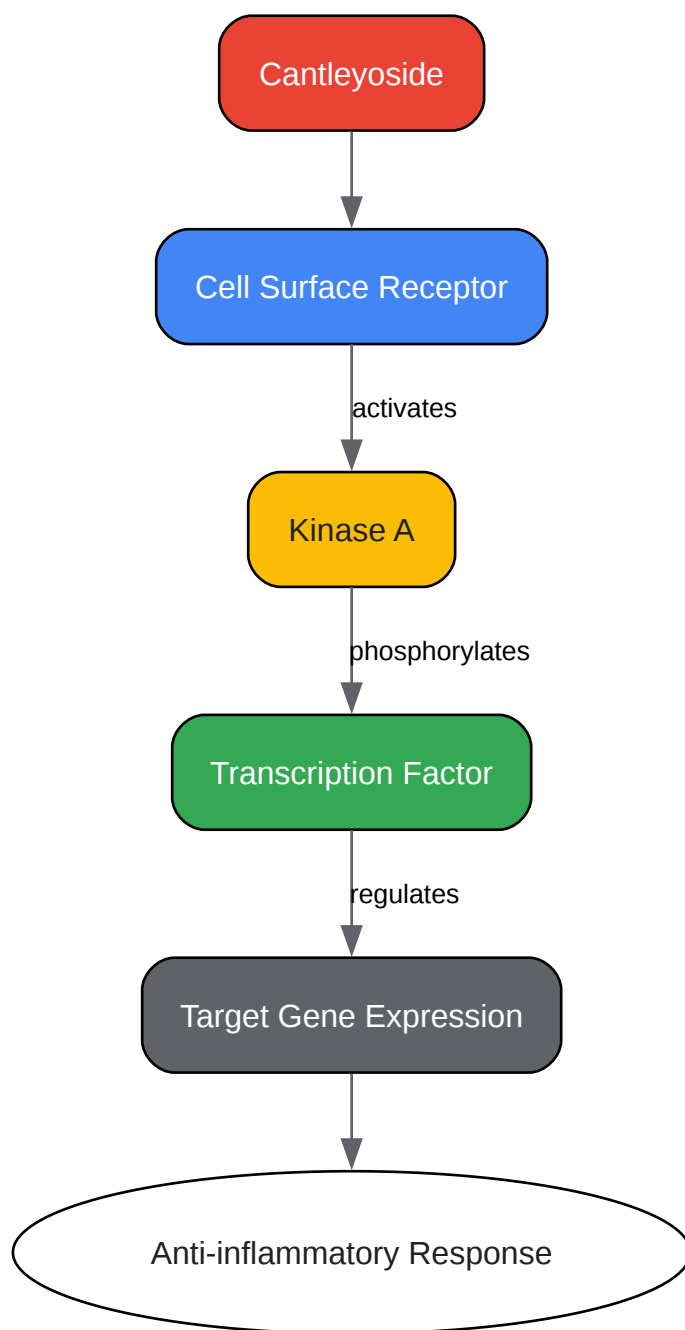 Cantleyoside
Cell Surface Receptor
activates
Kinase A
phosphorylates
Transcription Factor
regulates
Target Gene Expression
Anti-inflammatory Response